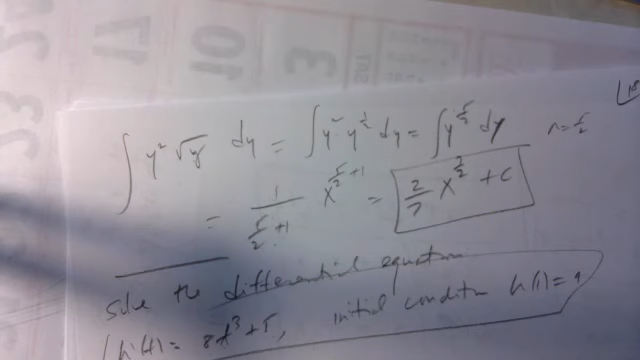 ∫ y² √y dy = ∫ y² y^½ dy = ∫ y^(5/2) dy   n = 5/2
= 1/(5/2 + 1) x^(5/2 + 1) = 2/7 x^(7/2) + C
solve the differential equation
h'(t) = 8t³ + 5, initial condition h(1) =